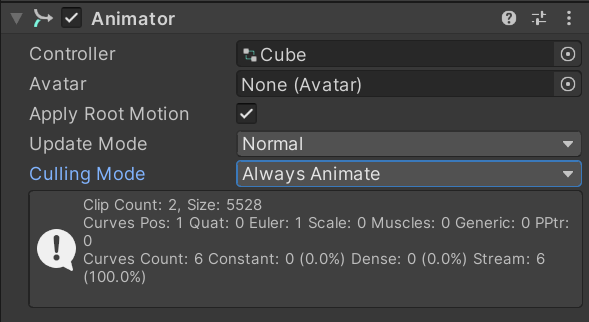 Animator
Controller Cube
Avatar None (Avatar)
Apply Root Motion
Update Mode Normal
Culling Mode Always Animate
Clip Count: 2, Size: 5528
Curves Pos: 1 Quat: 0 Euler: 1 Scale: 0 Muscles: 0 Generic: 0 PPtr:
0
Curves Count: 6 Constant: 0 (0.0%) Dense: 0 (0.0%) Stream: 6
(100.0%)